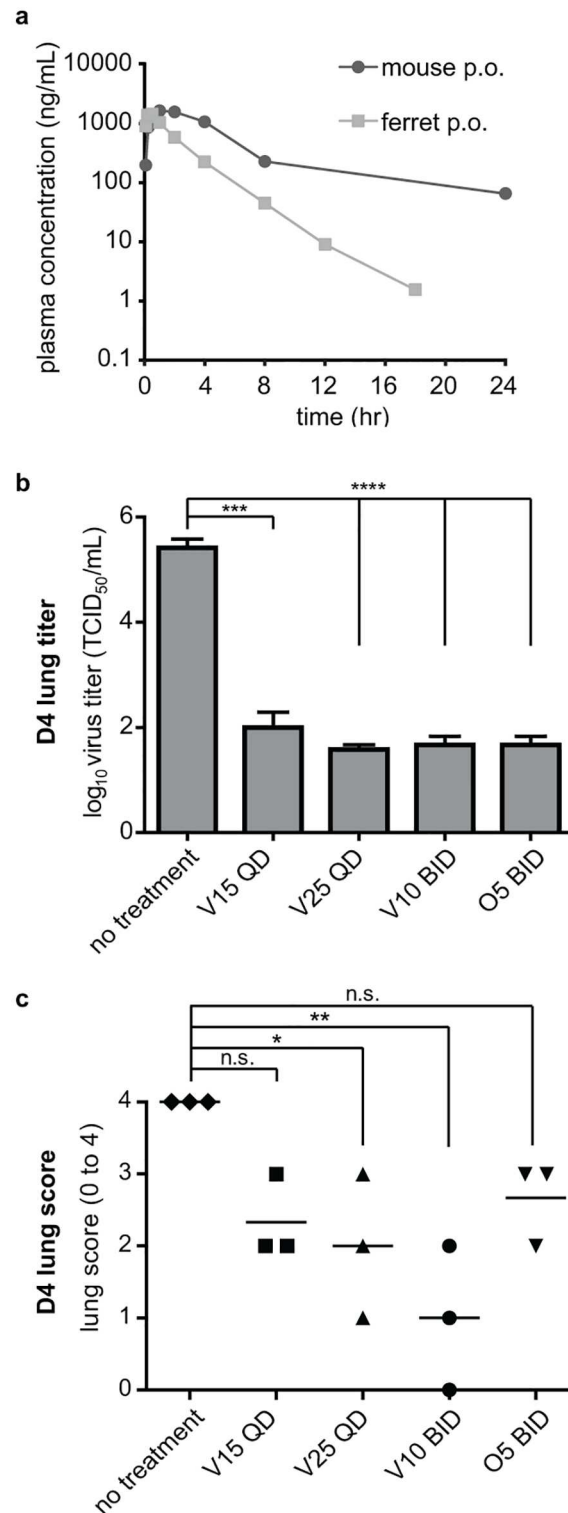 a
plasma concentration (ng/mL)
10000
1000
100
10
1
0.1
mouse p.o.
ferret p.o.
0 4 8 12 16 20 24
time (hr)
b
D4 lung titer
log10 virus titer (TCID50/mL)
6
4
2
0
***
****
no treatment
V15 QD
V25 QD
V10 BID
O5 BID
c
D4 lung score
lung score (0 to 4)
n.s.
**
*
n.s.
4
3
2
1
0
no treatment
V15 QD
V25 QD
V10 BID
O5 BID